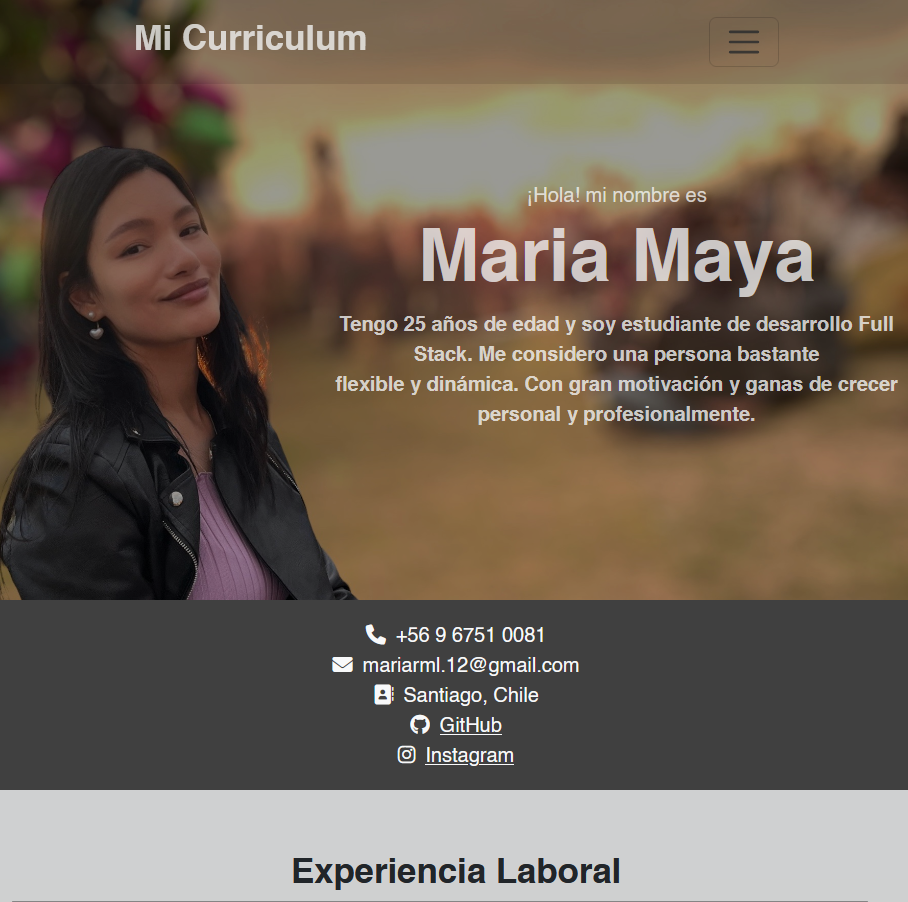 Mi Curriculum
¡Hola! mi nombre es
Maria Maya
Tengo 25 años de edad y soy estudiante de desarrollo Full
Stack. Me considero una persona bastante
flexible y dinámica. Con gran motivación y ganas de crecer
personal y profesionalmente.
+56 9 6751 0081
mariarml.12@gmail.com
Santiago, Chile
GitHub
Instagram
Experiencia Laboral